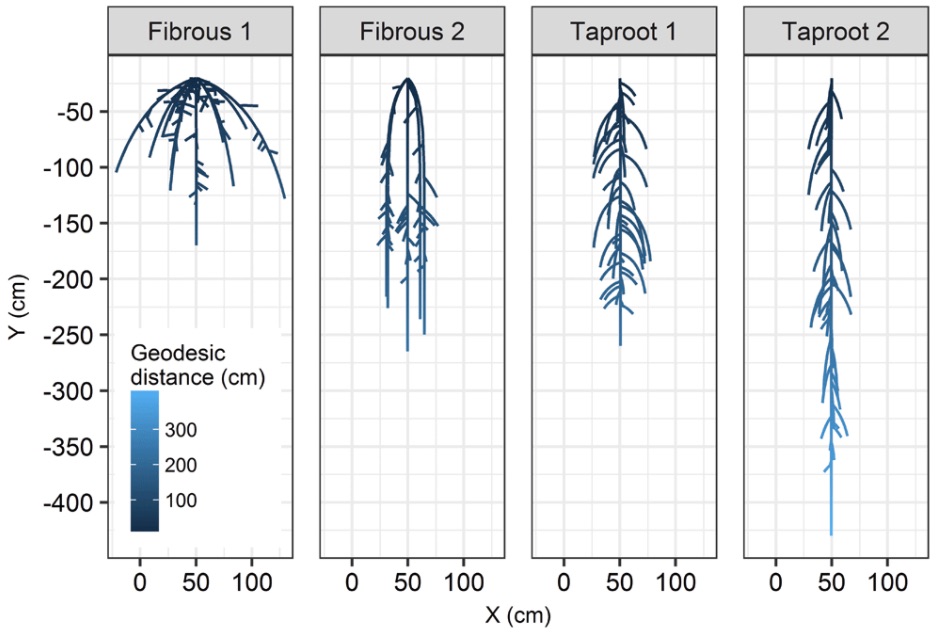 Fibrous 1
Fibrous 2
Taproot 1
Taproot 2
Y (cm)
-50
-100
-150
-200
-250
-300
-350
-400
Geodesic
distance (cm)
300
200
100
0 50 100
0 50 100
0 50 100
0 50 100
X (cm)